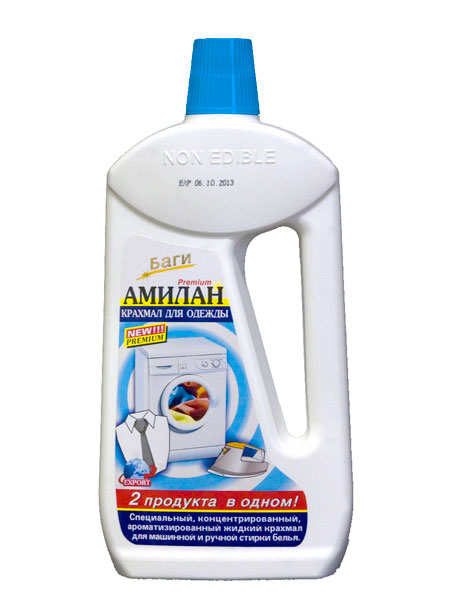 NON EDIBLE
EXP 06.10.2013
Баги
Premium
АМИЛАН
КРАХМАЛ ДЛЯ ОДЕЖДЫ
NEW!!!
PREMIUM
EXPORT
2 продукта в одном!
Специальный, концентрированный,
ароматизированный жидкий крахмал
для машинной и ручной стирки белья.